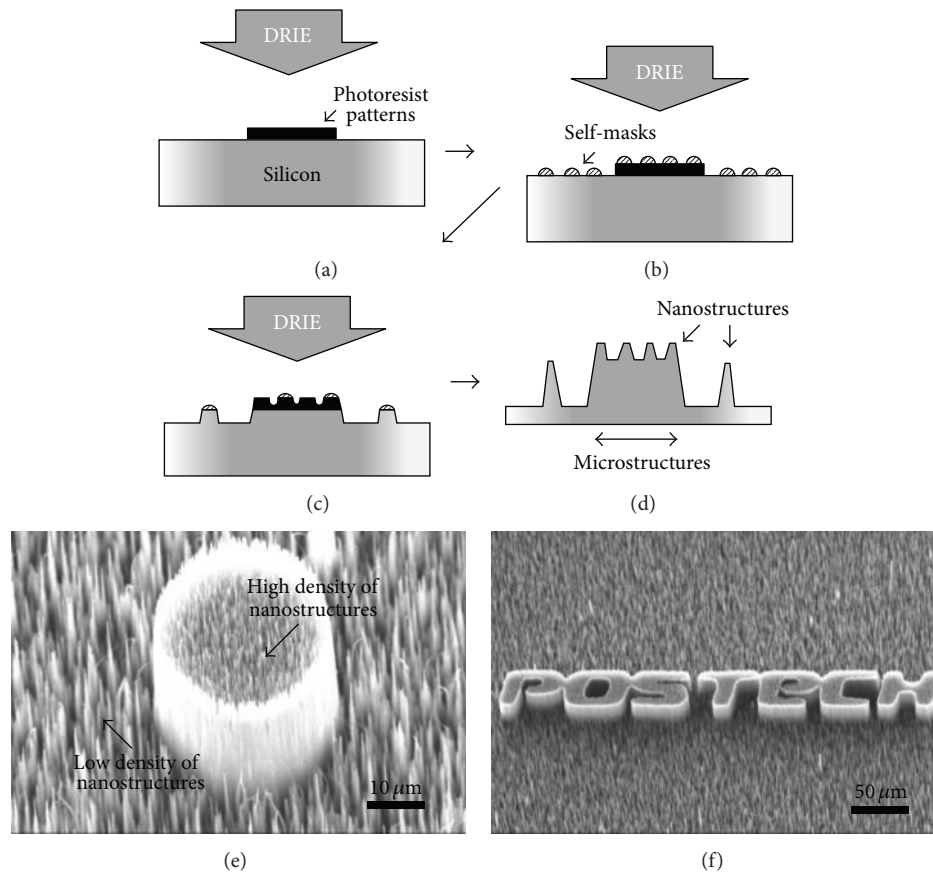 DRIE
Photoresist
patterns
Silicon
(a)
DRIE
Self-masks
(b)
DRIE
(c)
Nanostructures
Microstructures
(d)
High density of
nanostructures
Low density of
nanostructures
10 μm
(e)
POSTECH
50 μm
(f)